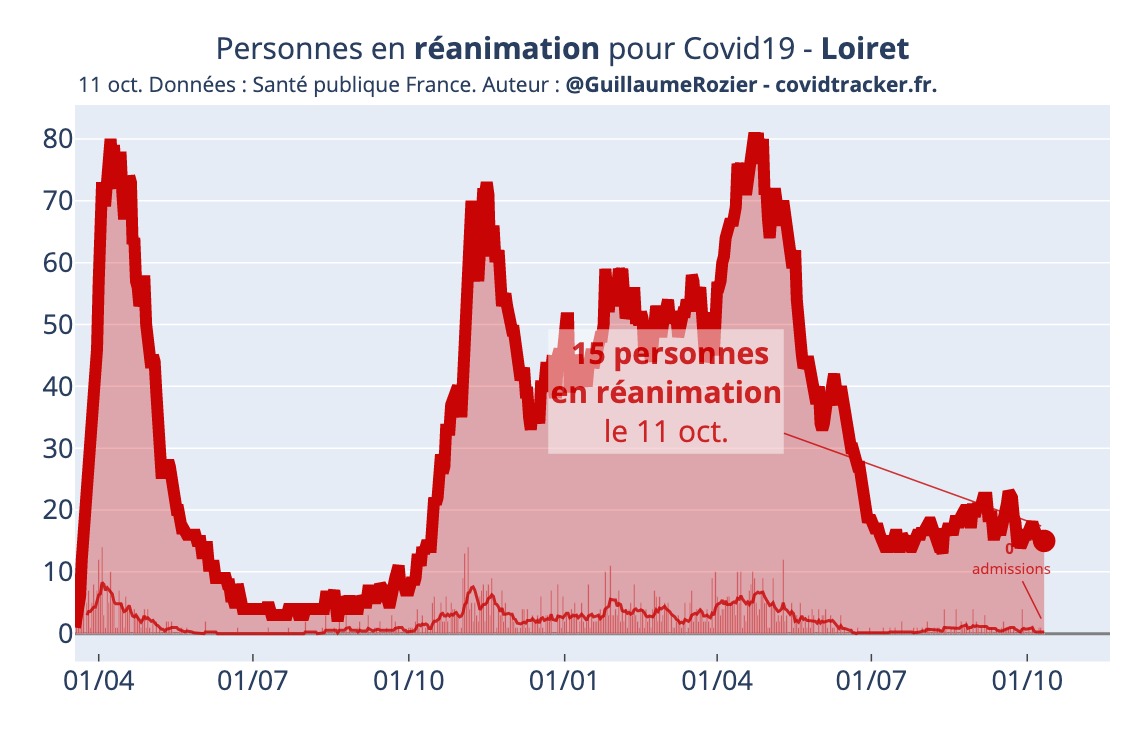 Personnes en réanimation pour Covid19 - Loiret
11 oct. Données : Santé publique France. Auteur : @GuillaumeRozier - covidtracker.fr.
80
70
60
50
40
30
20
10
0
15 personnes
en réanimation
le 11 oct.
0
admissions
01/04
01/07
01/10
01/01
01/04
01/07
01/10